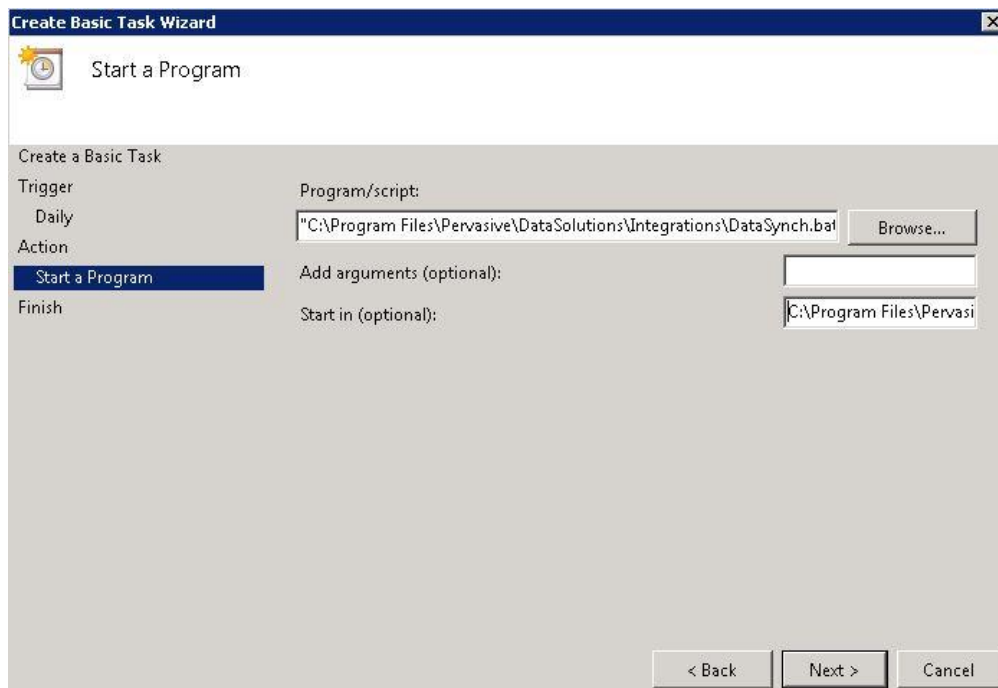 Create Basic Task Wizard
Start a Program
Create a Basic Task
Trigger
Daily
Action
Start a Program
Finish
Program/script:
"C:\Program Files\Pervasive\DataSolutions\Integrations\DataSynch.bat
Browse...
Add arguments (optional):
Start in (optional):
C:\Program Files\Pervasi
< Back
Next >
Cancel